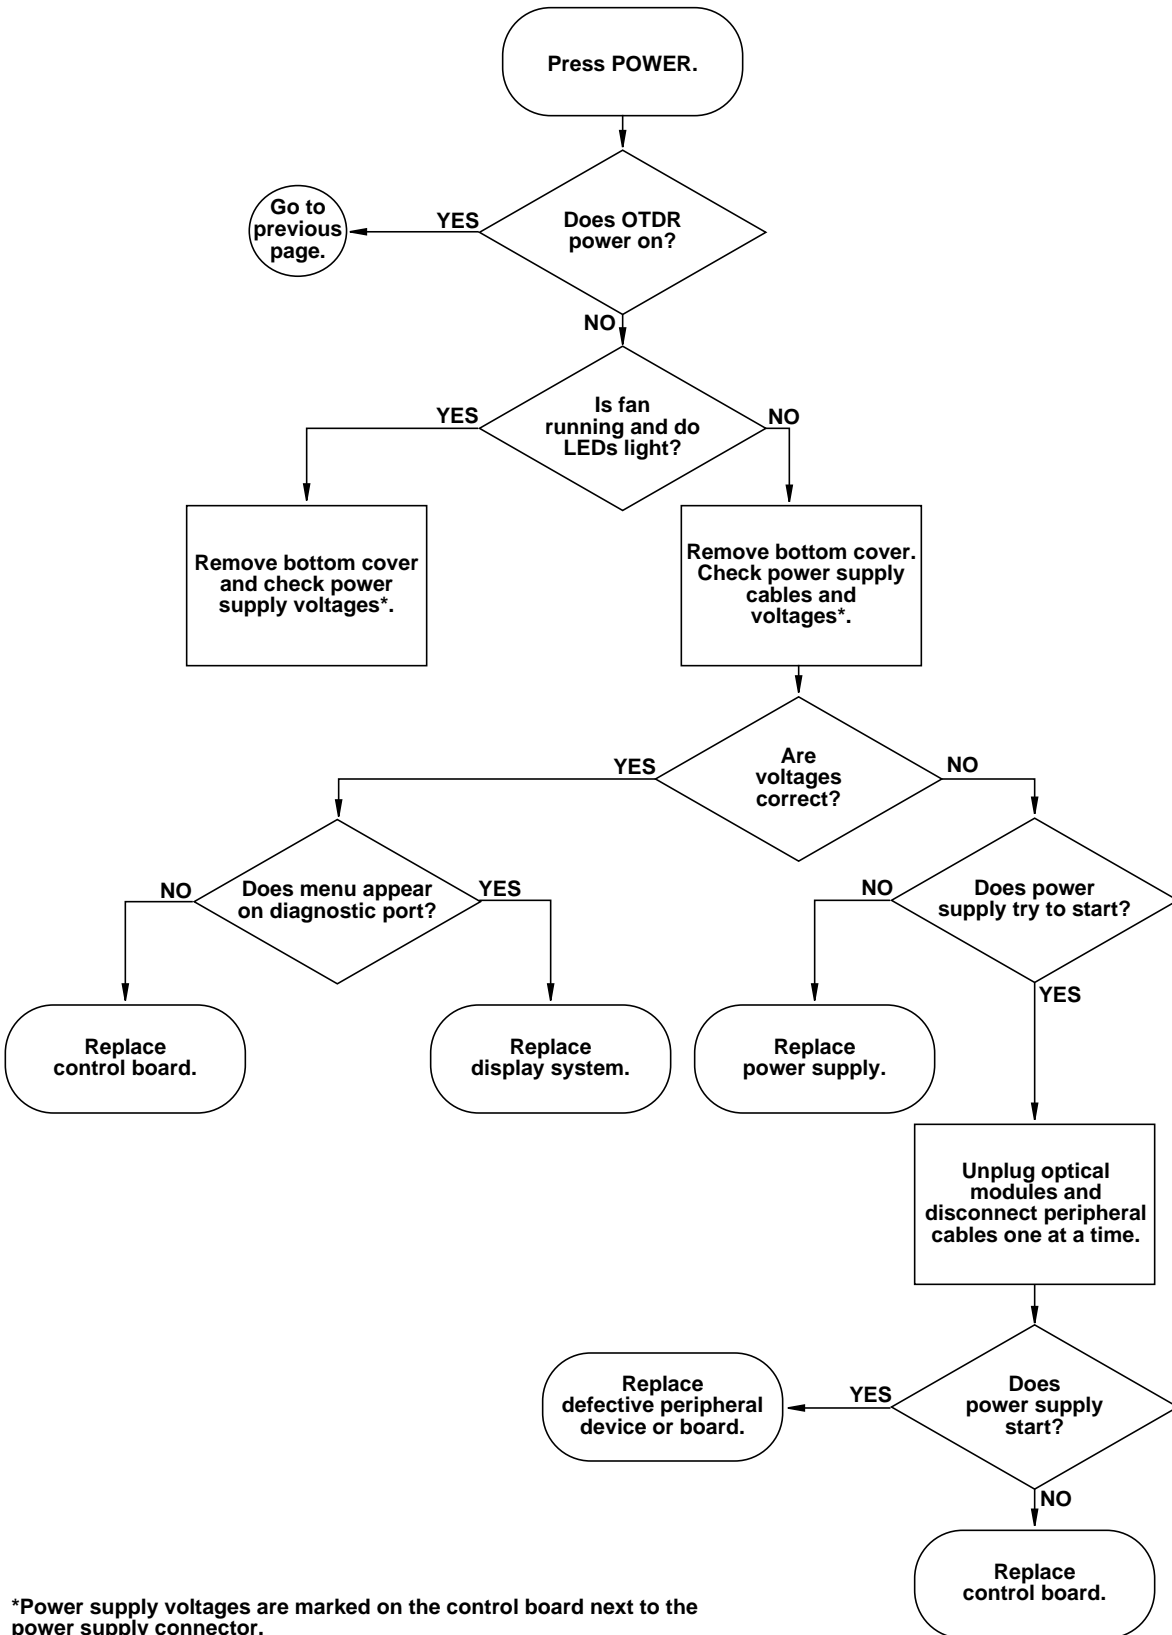 Press POWER.
Does OTDR
power on?
YES
Go to
previous
page.
NO
Is fan
running and do
LEDs light?
YES
NO
Remove bottom cover
and check power
supply voltages*.
Remove bottom cover.
Check power supply
cables and
voltages*.
Are
voltages
correct?
YES
NO
Does menu appear
on diagnostic port?
NO
YES
Does power
supply try to start?
NO
YES
Replace
control board.
Replace
display system.
Replace
power supply.
Unplug optical
modules and
disconnect peripheral
cables one at a time.
Does
power supply
start?
YES
Replace
defective peripheral
device or board.
NO
Replace
control board.
*Power supply voltages are marked on the control board next to the
power supply connector.